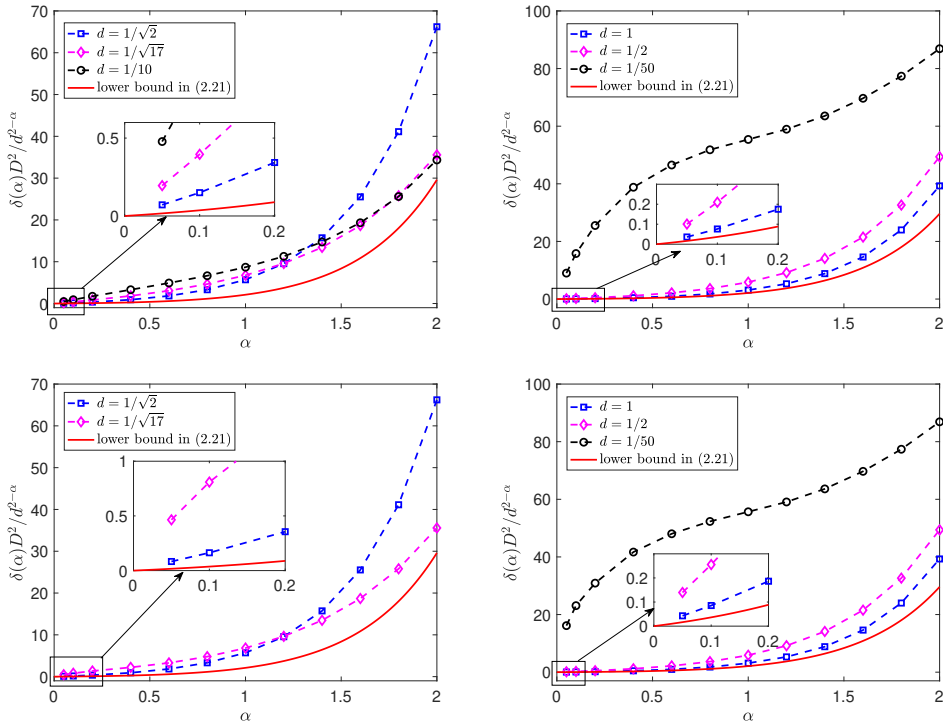 δ(α)D²/d²⁻ᵅ
70
60
50
40
30
20
10
0
d = 1/√2
d = 1/√17
d = 1/10
lower bound in (2.21)
0.5
0
0.1
0.2
0 0.5 1 1.5 2
α
δ(α)D²/d²⁻ᵅ
100
80
60
40
20
0
d = 1
d = 1/2
d = 1/50
lower bound in (2.21)
0.2
0.1
0
0 0.1 0.2
0 0.5 1 1.5 2
α
δ(α)D²/d²⁻ᵅ
70
60
50
40
30
20
10
0
d = 1/√2
d = 1/√17
lower bound in (2.21)
1
0.5
0
0 0.1 0.2
0 0.5 1 1.5 2
α
δ(α)D²/d²⁻ᵅ
100
80
60
40
20
0
d = 1
d = 1/2
d = 1/50
lower bound in (2.21)
0.2
0.1
0
0 0.1 0.2
0 0.5 1 1.5 2
α